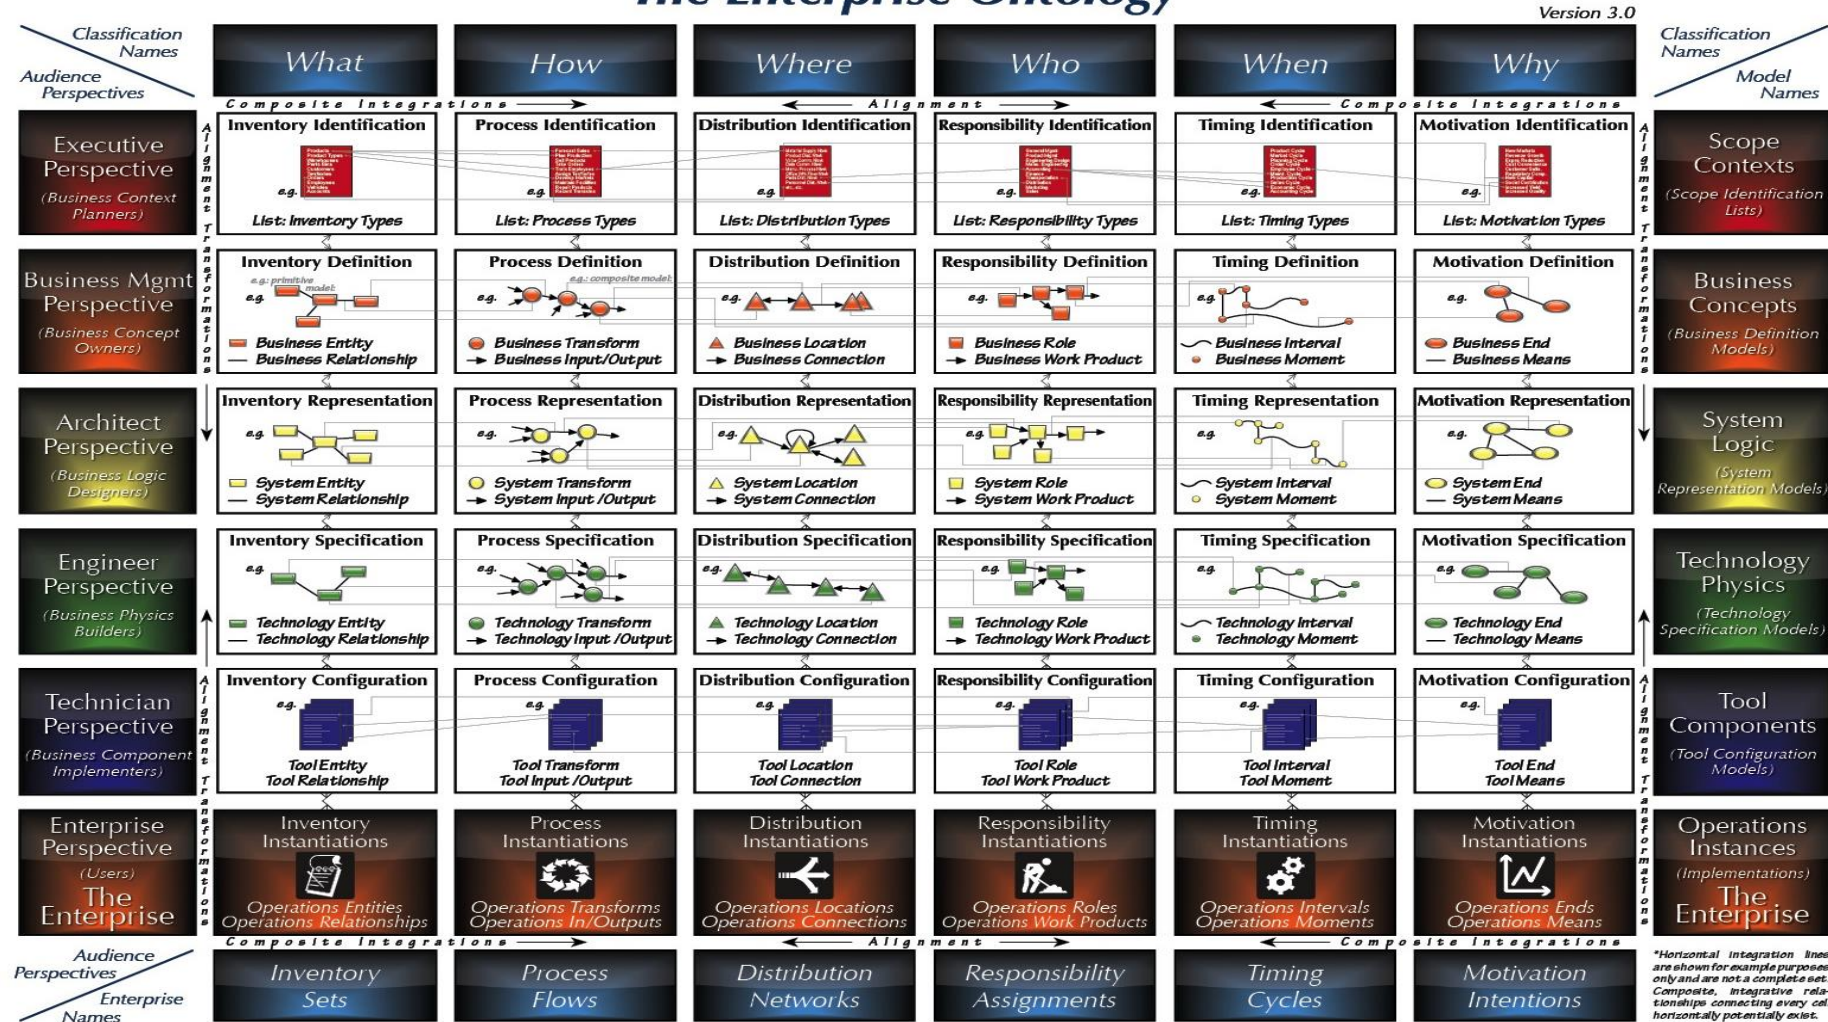 The Enterprise Ontology
Version 3.0
Classification
Names
Audience
Perspectives
What
How
Where
Who
When
Why
Classification
Names
Model
Names
Composite Integrations
Alignment
Composite Integrations
Alignment
Transformations
Alignment
Transformations
Executive
Perspective
(Business Context
Planners)
Inventory Identification
e.g.
List: Inventory Types
Process Identification
e.g.
List: Process Types
Distribution Identification
e.g.
List: Distribution Types
Responsibility Identification
e.g.
List: Responsibility Types
Timing Identification
e.g.
List: Timing Types
Motivation Identification
e.g.
List: Motivation Types
Scope
Contexts
(Scope Identification
Lists)
Business Mgmt
Perspective
(Business Concept
Owners)
Inventory Definition
e.g.: primitive
model:
e.g.
Business Entity
Business Relationship
Process Definition
e.g.: composite model:
e.g.
Business Transform
Business Input/Output
Distribution Definition
e.g.
Business Location
Business Connection
Responsibility Definition
e.g.
Business Role
Business Work Product
Timing Definition
e.g.
Business Interval
Business Moment
Motivation Definition
e.g.
Business End
Business Means
Business
Concepts
(Business Definition
Models)
Architect
Perspective
(Business Logic
Designers)
Inventory Representation
e.g.
System Entity
System Relationship
Process Representation
e.g.
System Transform
System Input /Output
Distribution Representation
e.g.
System Location
System Connection
Responsibility Representation
e.g.
System Role
System Work Product
Timing Representation
e.g.
System Interval
System Moment
Motivation Representation
e.g.
System End
System Means
System
Logic
(System
Representation Models)
Engineer
Perspective
(Business Physics
Builders)
Inventory Specification
e.g.
Technology Entity
Technology Relationship
Process Specification
e.g.
Technology Transform
Technology Input /Output
Distribution Specification
e.g.
Technology Location
Technology Connection
Responsibility Specification
e.g.
Technology Role
Technology Work Product
Timing Specification
e.g.
Technology Interval
Technology Moment
Motivation Specification
e.g.
Technology End
Technology Means
Technology
Physics
(Technology
Specification Models)
Technician
Perspective
(Business Component
Implementers)
Inventory Configuration
e.g.
Tool Entity
Tool Relationship
Process Configuration
e.g.
Tool Transform
Tool Input /Output
Distribution Configuration
e.g.
Tool Location
Tool Connection
Responsibility Configuration
e.g.
Tool Role
Tool Work Product
Timing Configuration
e.g.
Tool Interval
Tool Moment
Motivation Configuration
e.g.
Tool End
Tool Means
Tool
Components
(Tool Configuration
Models)
Alignment
Transformations
Alignment
Transformations
Enterprise
Perspective
(Users)
The
Enterprise
Inventory
Instantiations
Operations Entities
Operations Relationships
Process
Instantiations
Operations Transforms
Operations In/Outputs
Distribution
Instantiations
Operations Locations
Operations Connections
Responsibility
Instantiations
Operations Roles
Operations Work Products
Timing
Instantiations
Operations Intervals
Operations Moments
Motivation
Instantiations
Operations Ends
Operations Means
Operations
Instances
(Implementations)
The
Enterprise
Composite Integrations
Alignment
Composite Integrations
Audience
Perspectives
Enterprise
Names
Inventory
Sets
Process
Flows
Distribution
Networks
Responsibility
Assignments
Timing
Cycles
Motivation
Intentions
*Horizontal integration lines
are shown for example purposes
only and are not a complete set.
Composite, integrative rela-
tionships connecting every cell
horizontally potentially exist.